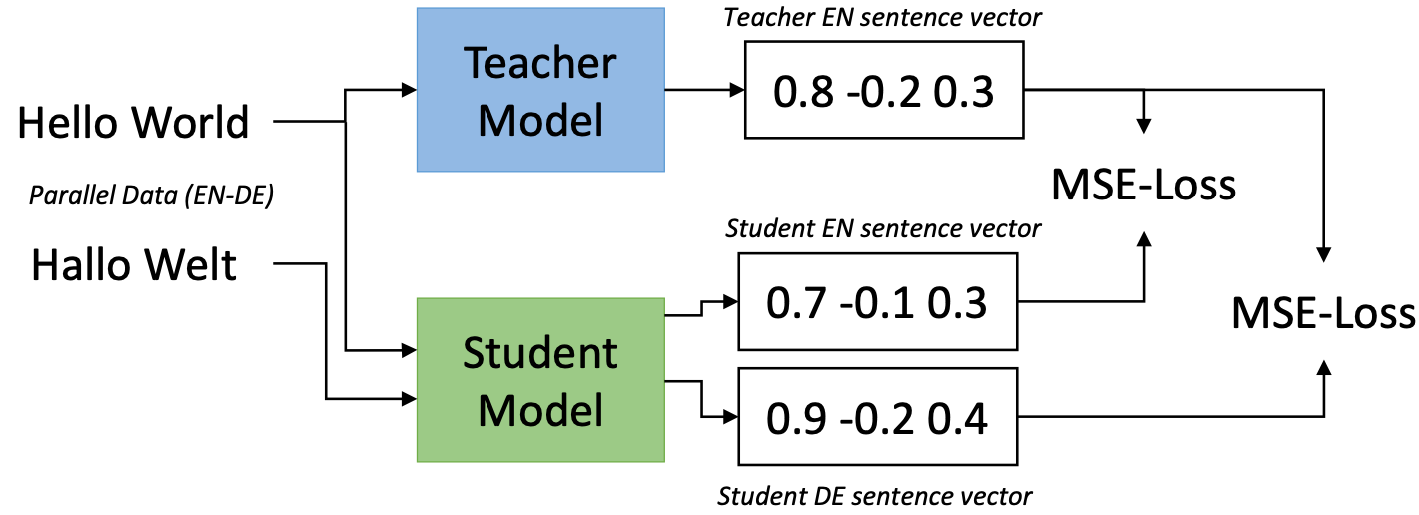 Teacher EN sentence vector
Teacher
Model
0.8 -0.2 0.3
Hello World
Parallel Data (EN-DE)
Hallo Welt
MSE-Loss
Student EN sentence vector
0.7 -0.1 0.3
MSE-Loss
Student
Model
0.9 -0.2 0.4
Student DE sentence vector